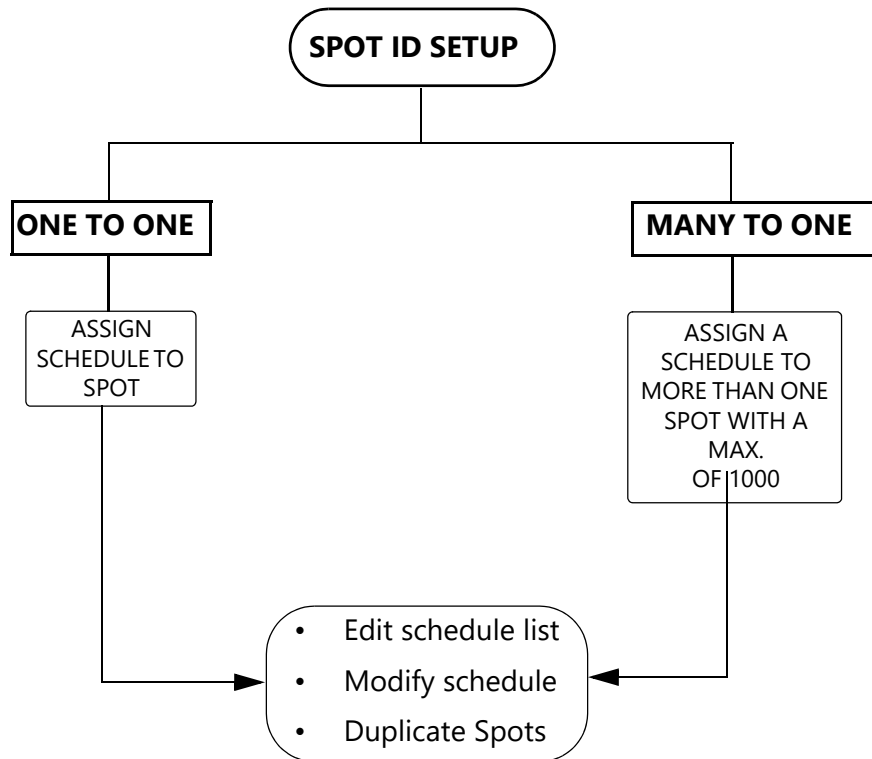 SPOT ID SETUP
ONE TO ONE
MANY TO ONE
ASSIGN
SCHEDULE TO
SPOT
ASSIGN A
SCHEDULE TO
MORE THAN ONE
SPOT WITH A
MAX.
OF 1000
• Edit schedule list
• Modify schedule
• Duplicate Spots